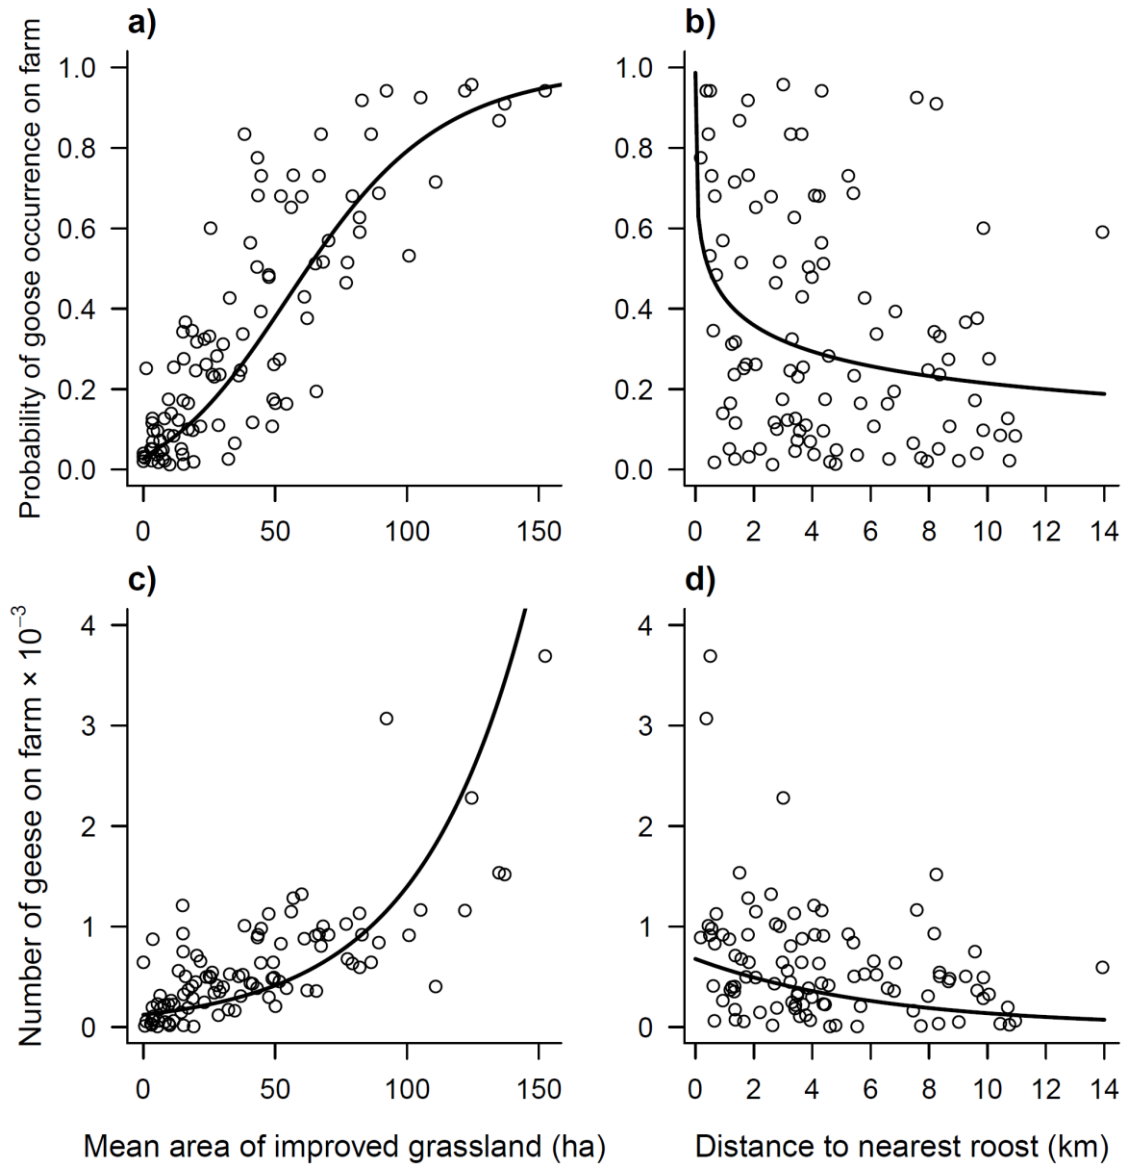 a)
Probability of goose occurrence on farm
1.0
0.8
0.6
0.4
0.2
0.0
0 50 100 150
b)
1.0
0.8
0.6
0.4
0.2
0.0
0 2 4 6 8 10 12 14
c)
Number of geese on farm × 10⁻³
4
3
2
1
0
0 50 100 150
Mean area of improved grassland (ha)
d)
4
3
2
1
0
0 2 4 6 8 10 12 14
Distance to nearest roost (km)